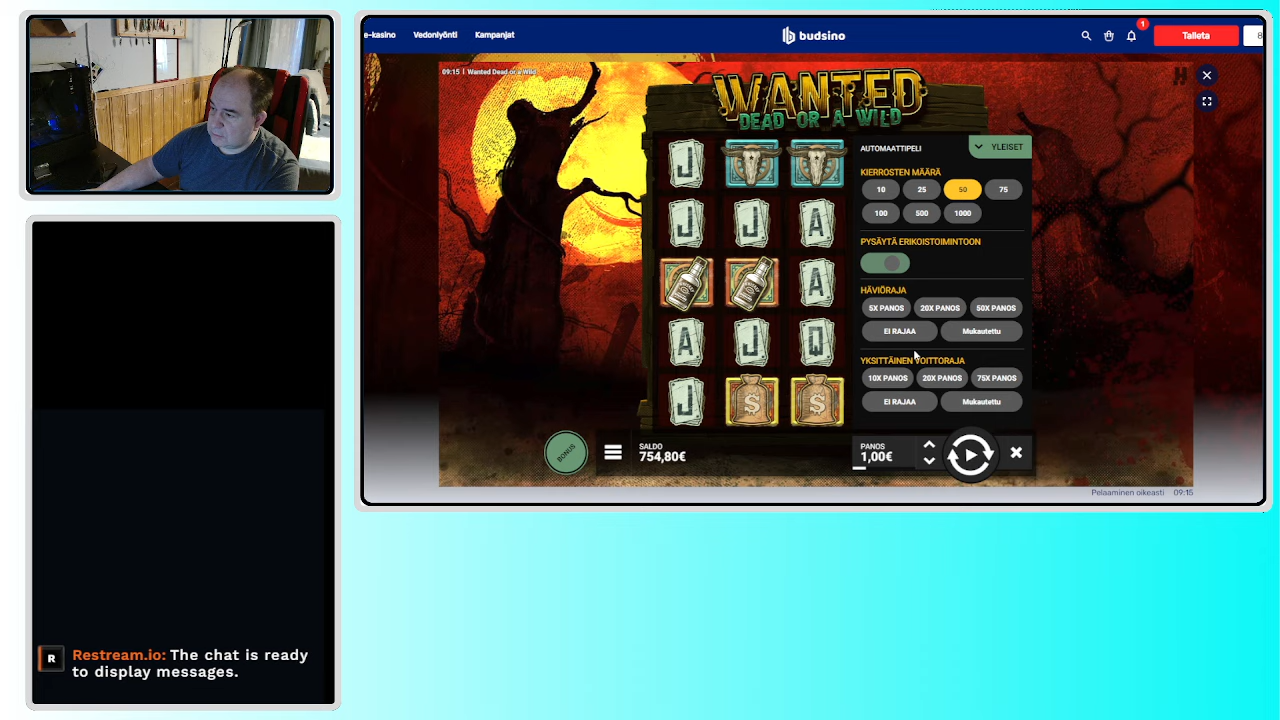 e-kasino Vedonlyönti Kampanjat
budsino
1
Talleta
8
09:15 | Wanted Dead or a Wild
WANTED
DEAD OR A WILD
J
J J A
A
A J Q
J $ $
AUTOMAATTIPELI
YLEISET
KIERROSTEN MÄÄRÄ
10 25 50 75
100 500 1000
PYSÄYTÄ ERIKOISTOIMINTOON
HÄVIÖRAJA
5X PANOS 20X PANOS 50X PANOS
EI RAJAA Mukautettu
YKSITTÄINEN VOITTORAJA
10X PANOS 20X PANOS 75X PANOS
EI RAJAA Mukautettu
BONUS
SALDO
754,80€
PANOS
1,00€
Pelaaminen oikeasti 09:15
R
Restream.io: The chat is ready
to display messages.